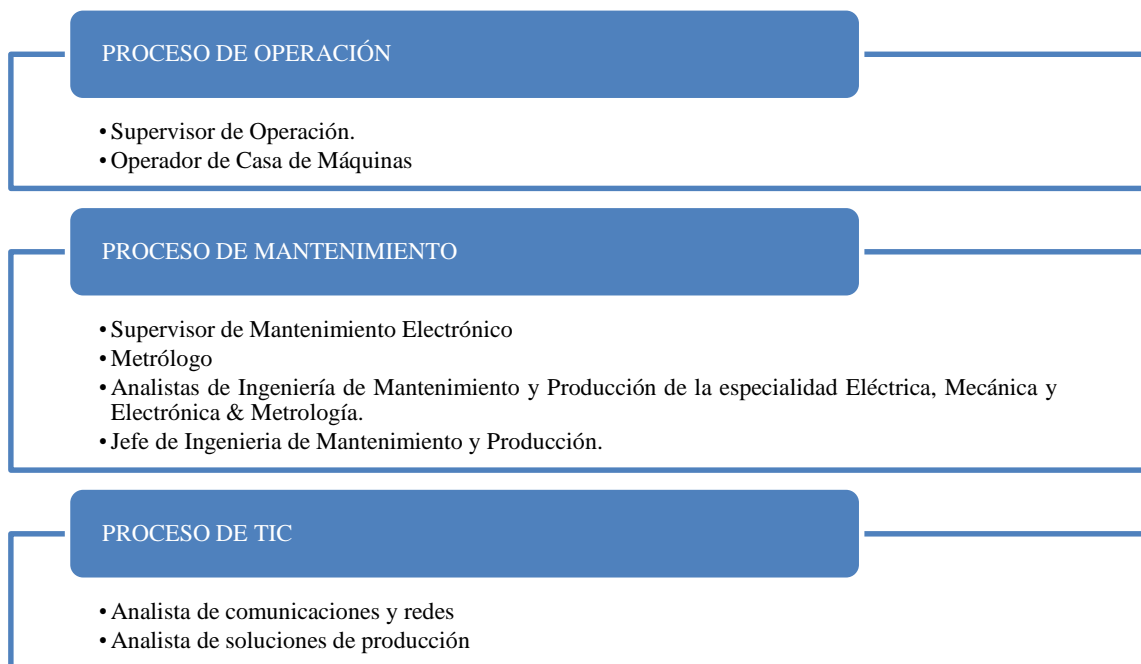 PROCESO DE OPERACIÓN
• Supervisor de Operación.
• Operador de Casa de Máquinas
PROCESO DE MANTENIMIENTO
• Supervisor de Mantenimiento Electrónico
• Metrólogo
• Analistas de Ingeniería de Mantenimiento y Producción de la especialidad Eléctrica, Mecánica y
Electrónica & Metrología.
• Jefe de Ingenieria de Mantenimiento y Producción.
PROCESO DE TIC
• Analista de comunicaciones y redes
• Analista de soluciones de producción